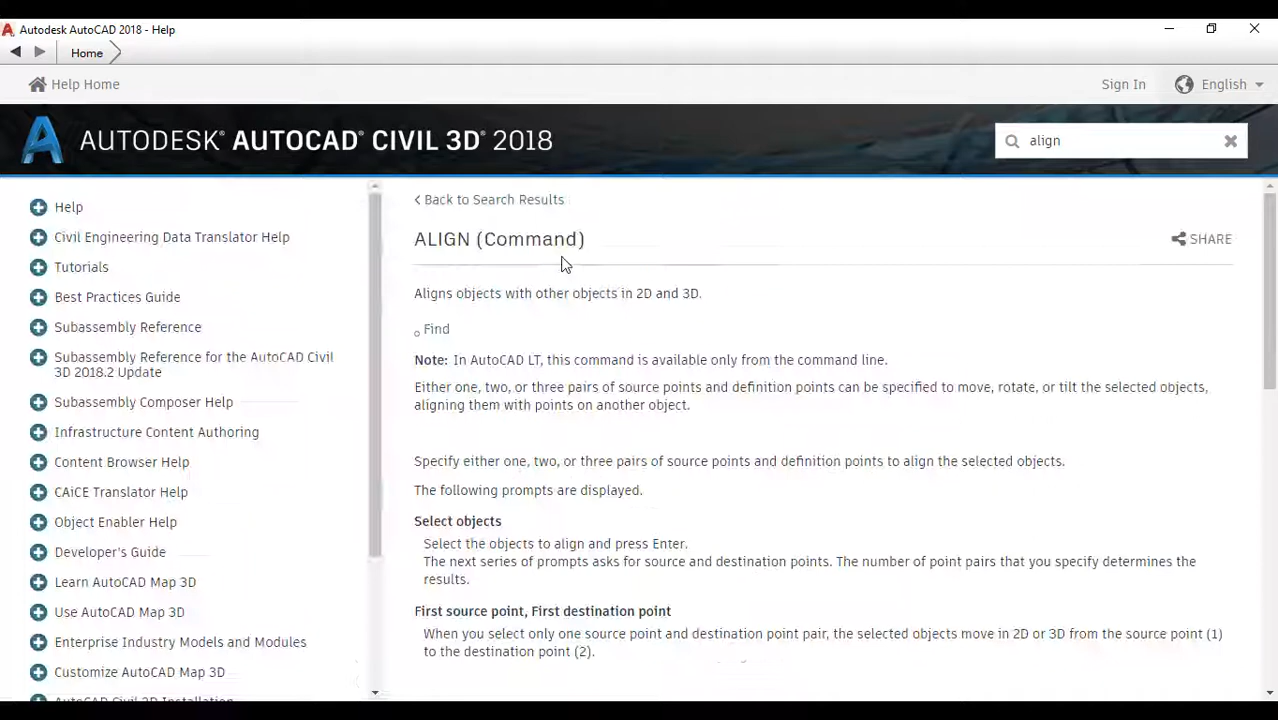 Autodesk AutoCAD 2018 - Help
Home
Help Home
Sign In
English
AUTODESK® AUTOCAD® CIVIL 3D® 2018
align
Help
Civil Engineering Data Translator Help
Tutorials
Best Practices Guide
Subassembly Reference
Subassembly Reference for the AutoCAD Civil
3D 2018.2 Update
Subassembly Composer Help
Infrastructure Content Authoring
Content Browser Help
CAiCE Translator Help
Object Enabler Help
Developer's Guide
Learn AutoCAD Map 3D
Use AutoCAD Map 3D
Enterprise Industry Models and Modules
Customize AutoCAD Map 3D
AutoCAD Civil 3D Installation
Back to Search Results
ALIGN (Command)
SHARE
Aligns objects with other objects in 2D and 3D.
Find
Note: In AutoCAD LT, this command is available only from the command line.
Either one, two, or three pairs of source points and definition points can be specified to move, rotate, or tilt the selected objects,
aligning them with points on another object.
Specify either one, two, or three pairs of source points and definition points to align the selected objects.
The following prompts are displayed.
Select objects
Select the objects to align and press Enter.
The next series of prompts asks for source and destination points. The number of point pairs that you specify determines the
results.
First source point, First destination point
When you select only one source point and destination point pair, the selected objects move in 2D or 3D from the source point (1)
to the destination point (2).